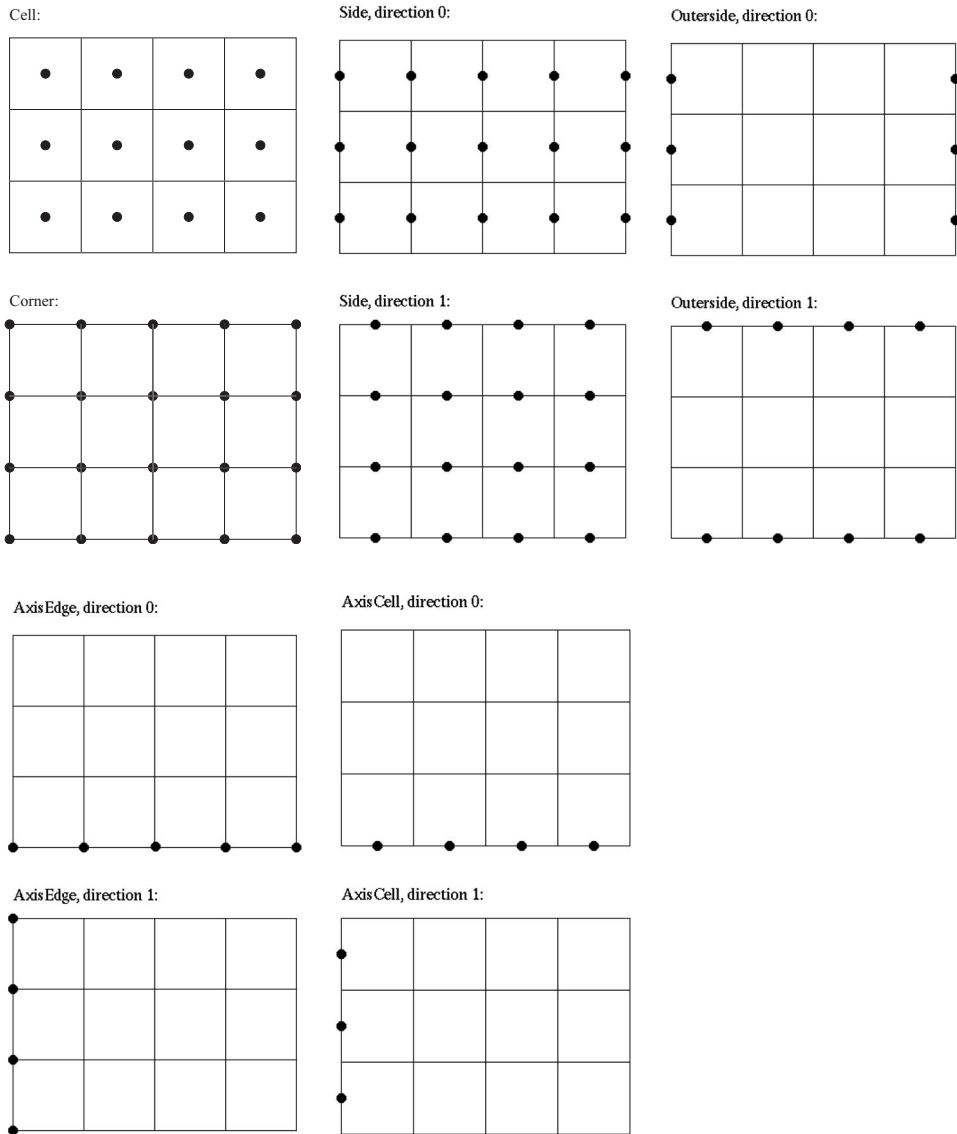 Cell:
Side, direction 0:
Outerside, direction 0:
Corner:
Side, direction 1:
Outerside, direction 1:
AxisEdge, direction 0:
AxisCell, direction 0:
AxisEdge, direction 1:
AxisCell, direction 1: